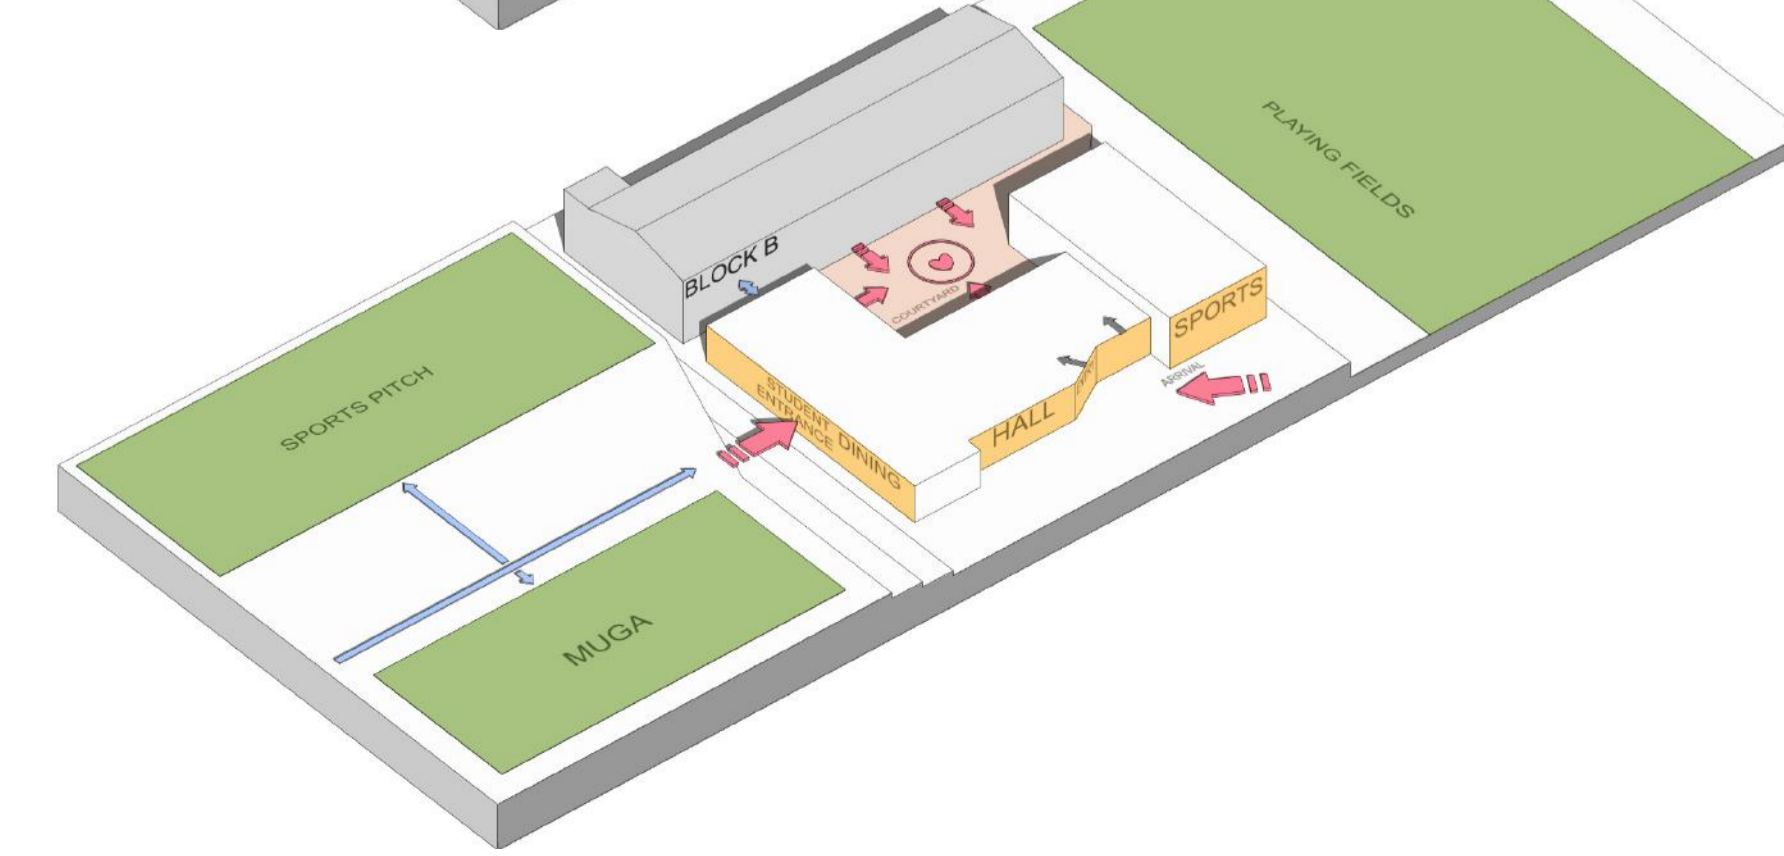 PLAYING FIELDS
BLOCK B
COURTYARD
SPORTS
ARRIVAL
SPORTS PITCH
STUDENT
ENTRANCE
DINING
HALL
MUGA